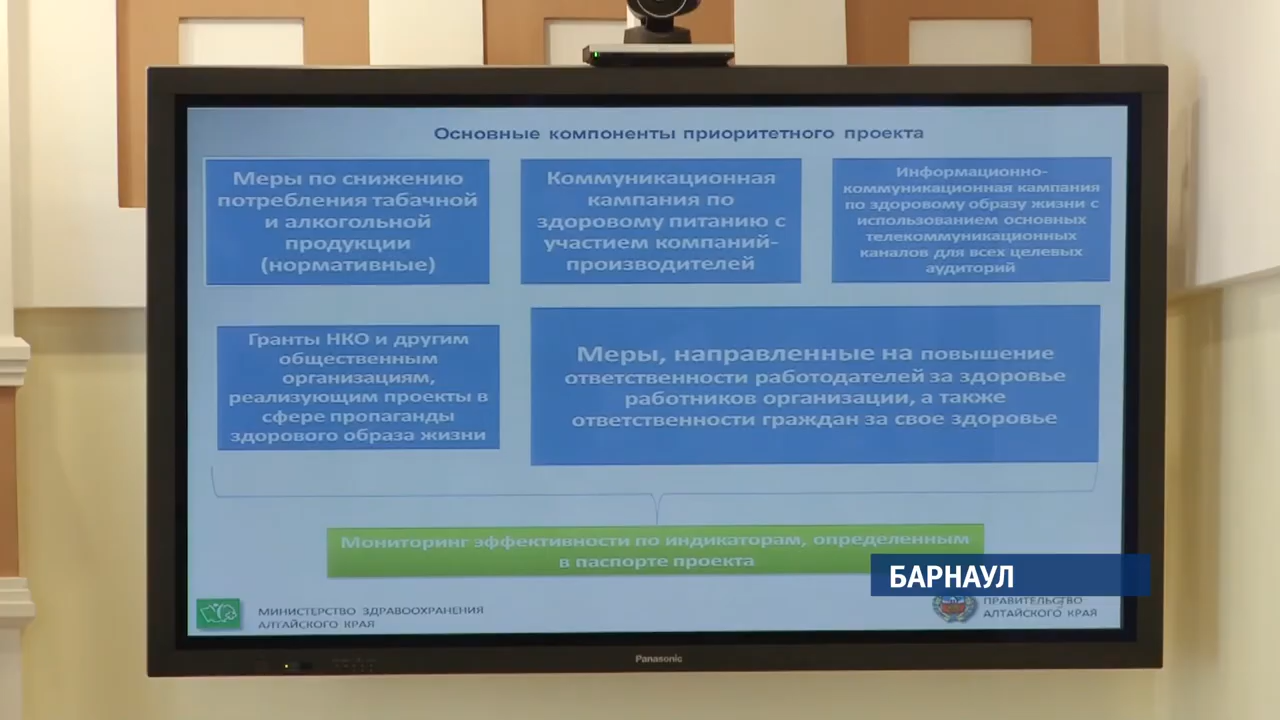 Основные компоненты приоритетного проекта
Меры по снижению
потребления табачной
и алкогольной
продукции
(нормативные)
Коммуникационная
кампания по
здоровому питанию с
участием компаний-
производителей
Информационно-
коммуникационная кампания
по здоровому образу жизни с
использованием основных
телекоммуникационных
каналов для всех целевых
аудиторий
Гранты НКО и другим
общественным
организациям,
реализующим проекты в
сфере пропаганды
здорового образа жизни
Меры, направленные на повышение
ответственности работодателей за здоровье
работников организации, а также
ответственности граждан за свое здоровье
Мониторинг эффективности по индикаторам, определенным
в паспорте проекта
БАРНАУЛ
МИНИСТЕРСТВО ЗДРАВООХРАНЕНИЯ
АЛТАЙСКОГО КРАЯ
ПРАВИТЕЛЬСТВО
АЛТАЙСКОГО КРАЯ
Panasonic